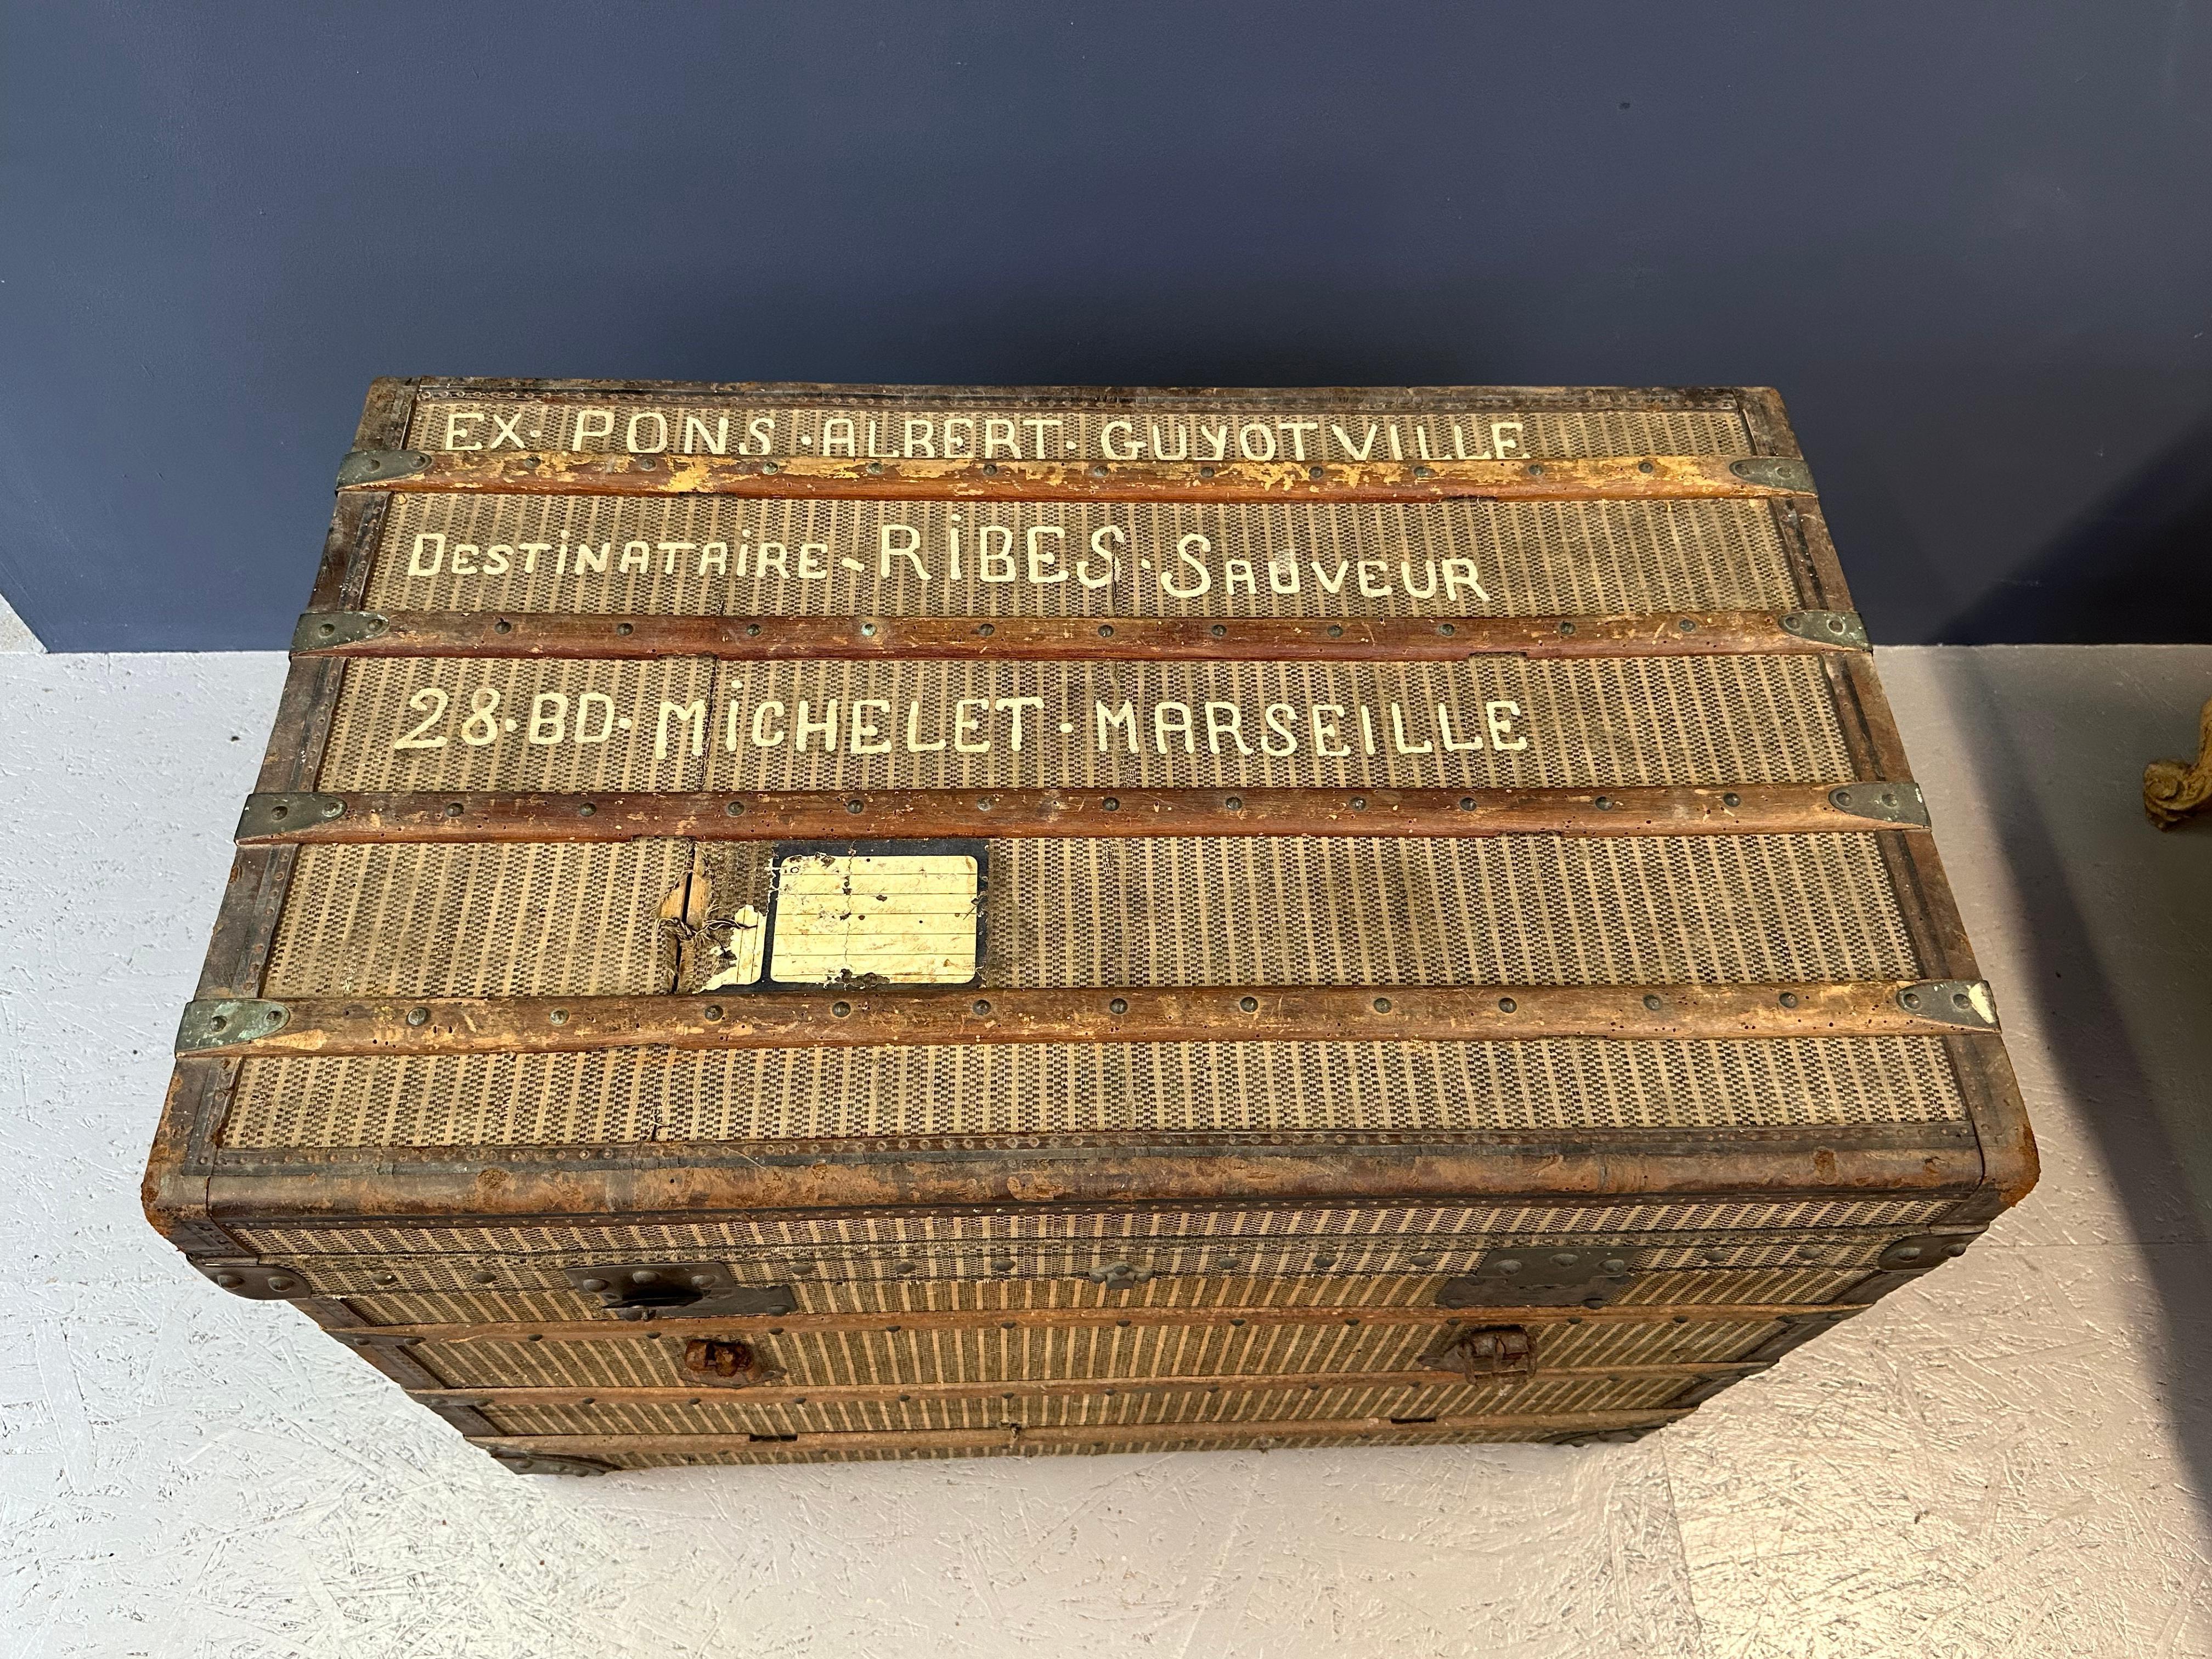 EX· PONS·ALBERT· GUYOTVILLE
DESTiNATAiRE-RiBES·SAUVEUR
28·BD·MiCHELET·MARSEILLE